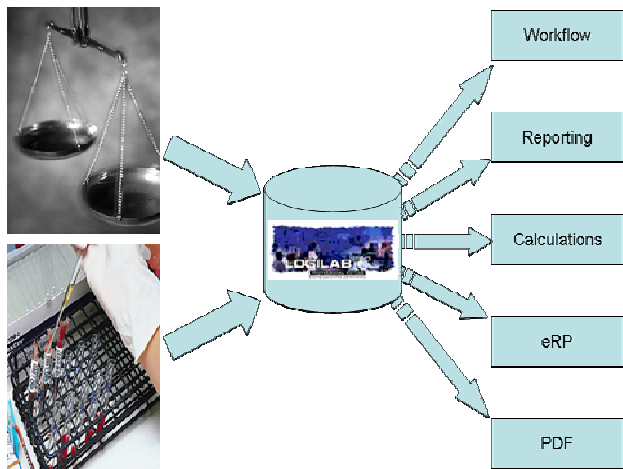 Workflow
Reporting
LOGILAB
Calculations
eRP
PDF